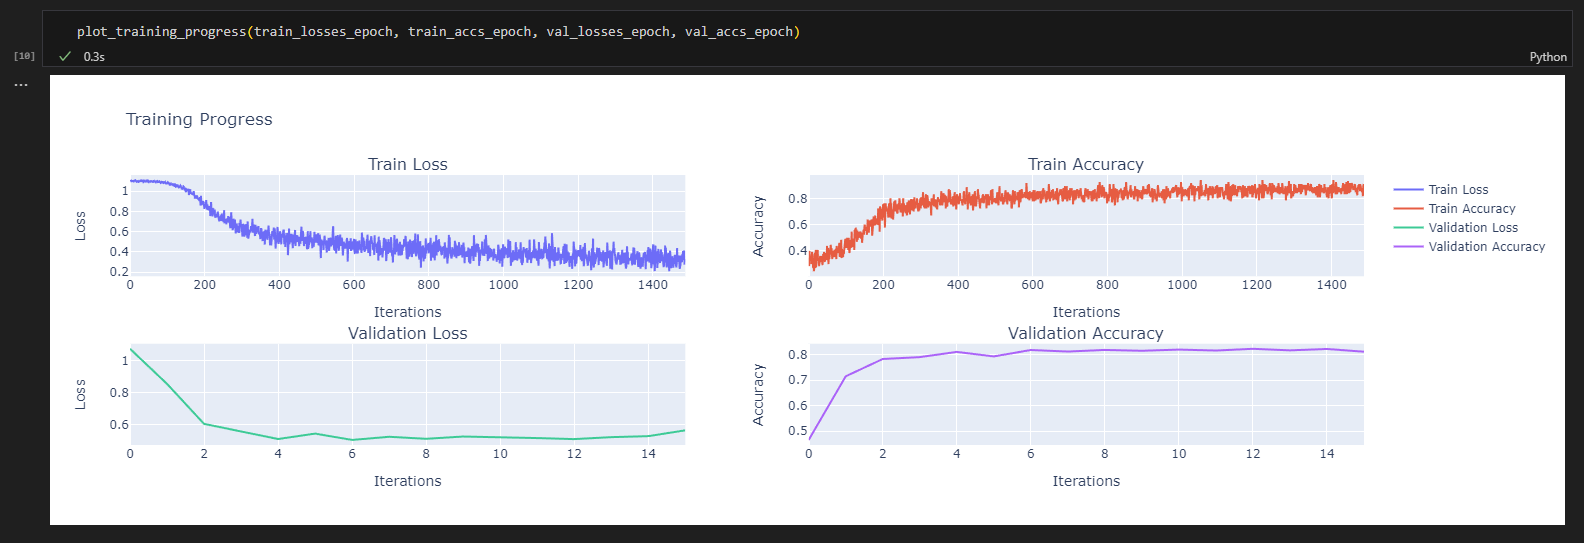 plot_training_progress(train_losses_epoch, train_accs_epoch, val_losses_epoch, val_accs_epoch)
[10]
✓ 0.3s
Python
...
Training Progress
Train Loss
Loss
1
0.8
0.6
0.4
0.2
0 200 400 600 800 1000 1200 1400
Iterations
Train Accuracy
Accuracy
0.8
0.6
0.4
0 200 400 600 800 1000 1200 1400
Iterations
Train Loss
Train Accuracy
Validation Loss
Validation Accuracy
Validation Loss
Loss
1
0.8
0.6
0 2 4 6 8 10 12 14
Iterations
Validation Accuracy
Accuracy
0.8
0.7
0.6
0.5
0 2 4 6 8 10 12 14
Iterations